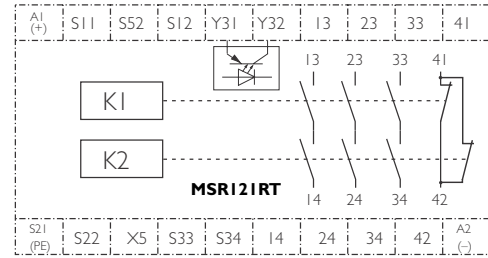 A1 (+) S11 S52 S12 Y31 Y32 13 23 33 41
13 23 33 41
K1
K2
MSR121RT
14 24 34 42
S21 (PE) S22 X5 S33 S34 14 24 34 42 A2 (–)